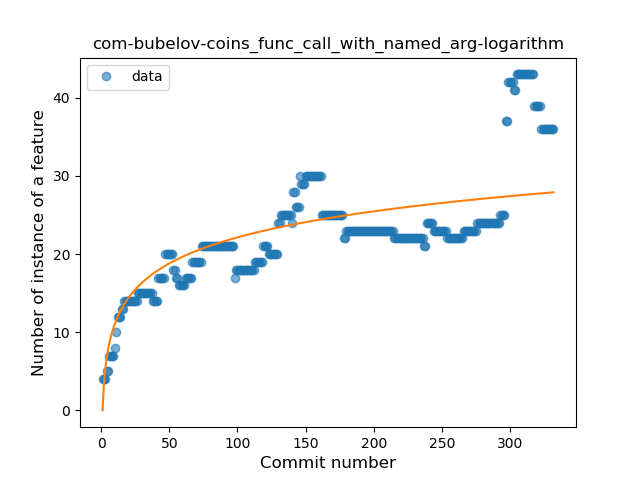 com-bubelov-coins_func_call_with_named_arg-logarithm
data
Number of instance of a feature
40
30
20
10
0
0 50 100 150 200 250 300
Commit number